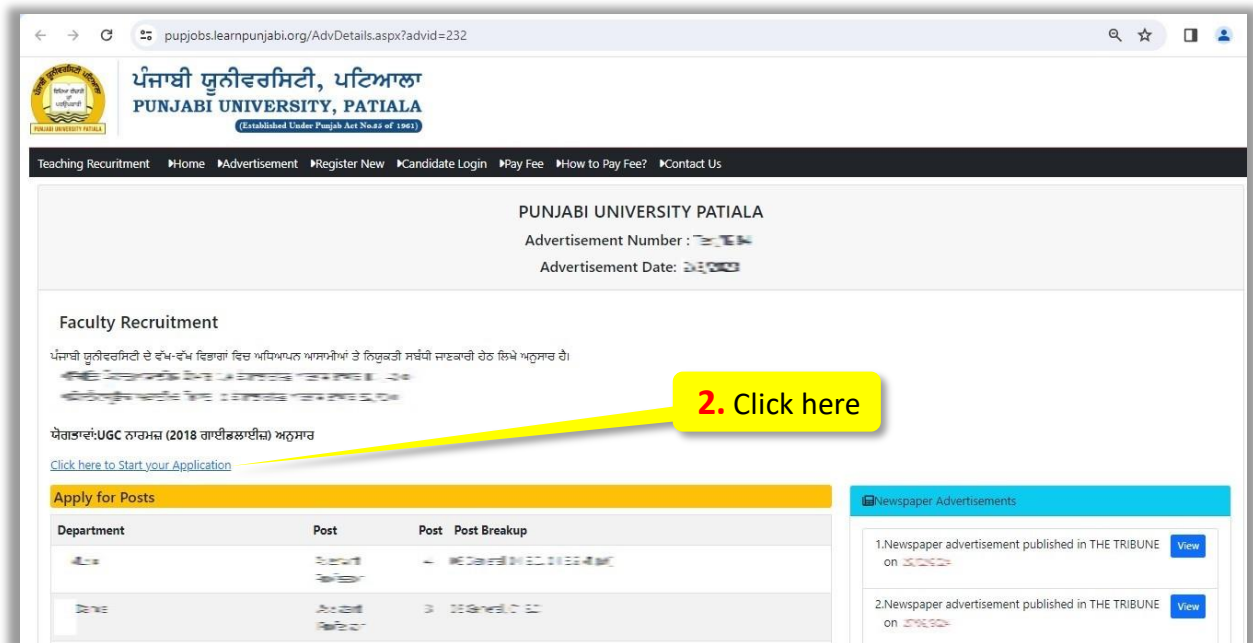 pupjobs.learnpunjabi.org/AdvDetails.aspx?advid=232
ਪੰਜਾਬੀ ਯੂਨੀਵਰਸਿਟੀ, ਪਟਿਆਲਾ
PUNJABI UNIVERSITY, PATIALA
(Established Under Punjab Act No.35 of 1961)
PUNJABI UNIVERSITY PATIALA
Teaching Recuritment Home Advertisement Register New Candidate Login Pay Fee How to Pay Fee? Contact Us
PUNJABI UNIVERSITY PATIALA
Advertisement Number :
Advertisement Date:
Faculty Recruitment
ਪੰਜਾਬੀ ਯੂਨੀਵਰਸਿਟੀ ਦੇ ਵੱਖ-ਵੱਖ ਵਿਭਾਗਾਂ ਵਿਚ ਅਧਿਆਪਨ ਆਸਾਮੀਆਂ ਤੇ ਨਿਯੁਕਤੀ ਸਬੰਧੀ ਜਾਣਕਾਰੀ ਹੇਠ ਲਿਖੇ ਅਨੁਸਾਰ ਹੈ।
2. Click here
ਯੋਗਤਾਵਾਂ:UGC ਨਾਰਮਜ਼ (2018 ਗਾਈਡਲਾਈਜ਼) ਅਨੁਸਾਰ
Click here to Start your Application
Apply for Posts
Department Post Post Post Breakup
Newspaper Advertisements
1.Newspaper advertisement published in THE TRIBUNE View
on
2.Newspaper advertisement published in THE TRIBUNE View
on